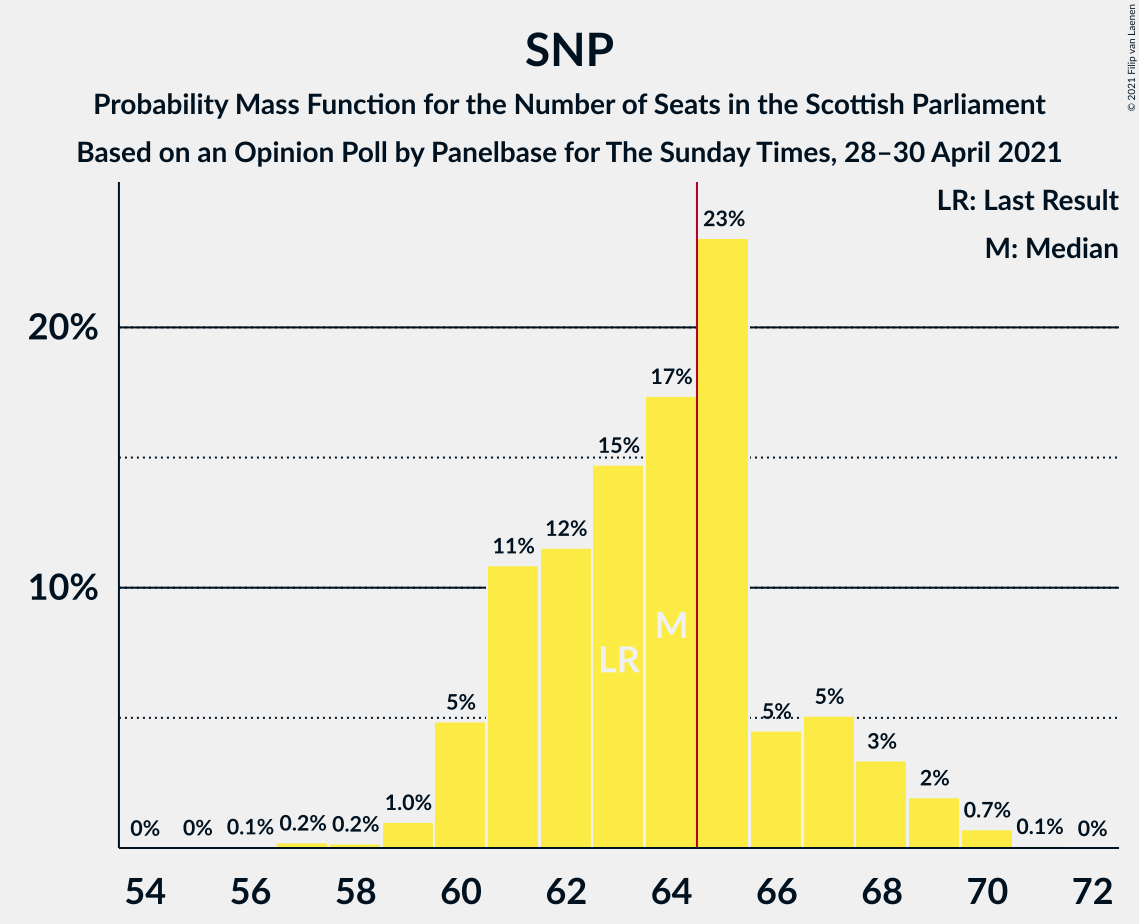 SNP
Probability Mass Function for the Number of Seats in the Scottish Parliament
Based on an Opinion Poll by Panelbase for The Sunday Times, 28–30 April 2021
© 2021 Filip van Laenen
LR: Last Result
M: Median
20%
10%
0%
0%
0.1%
0.2%
0.2%
1.0%
5%
11%
12%
15%
17%
23%
5%
5%
3%
2%
0.7%
0.1%
0%
LR
M
54 56 58 60 62 64 66 68 70 72